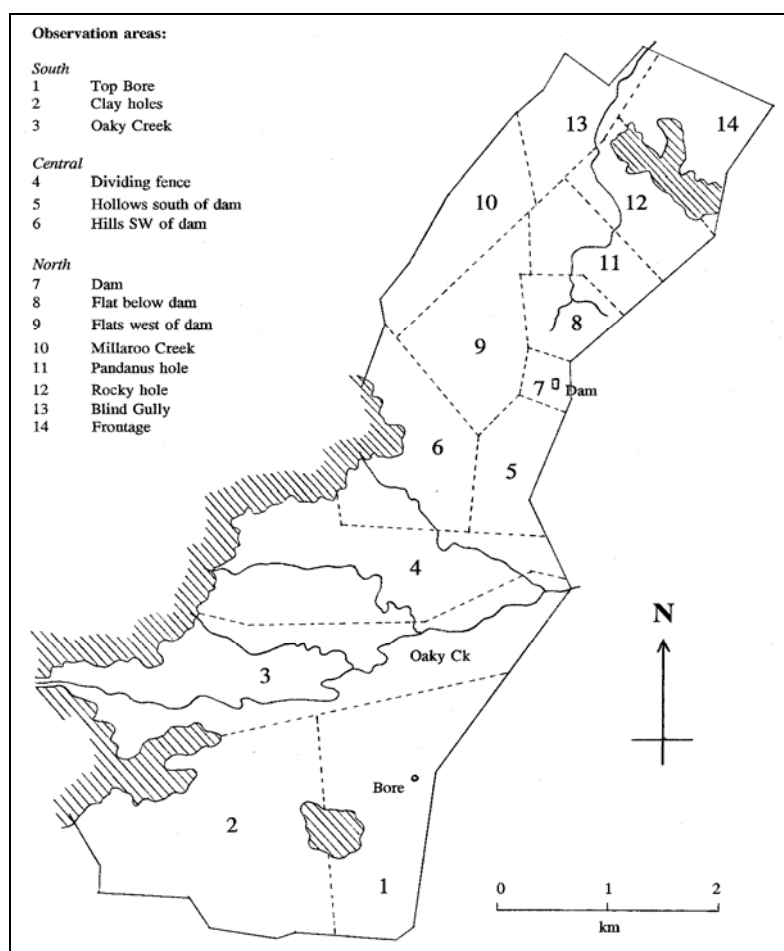 Observation areas:
South
1 Top Bore
2 Clay holes
3 Oaky Creek
Central
4 Dividing fence
5 Hollows south of dam
6 Hills SW of dam
North
7 Dam
8 Flat below dam
9 Flats west of dam
10 Millaroo Creek
11 Pandanus hole
12 Rocky hole
13 Blind Gully
14 Frontage
13
14
10
12
11
8
9
7 Dam
6
5
4
N
Oaky Ck
3
Bore
2
1
0 1 2
km